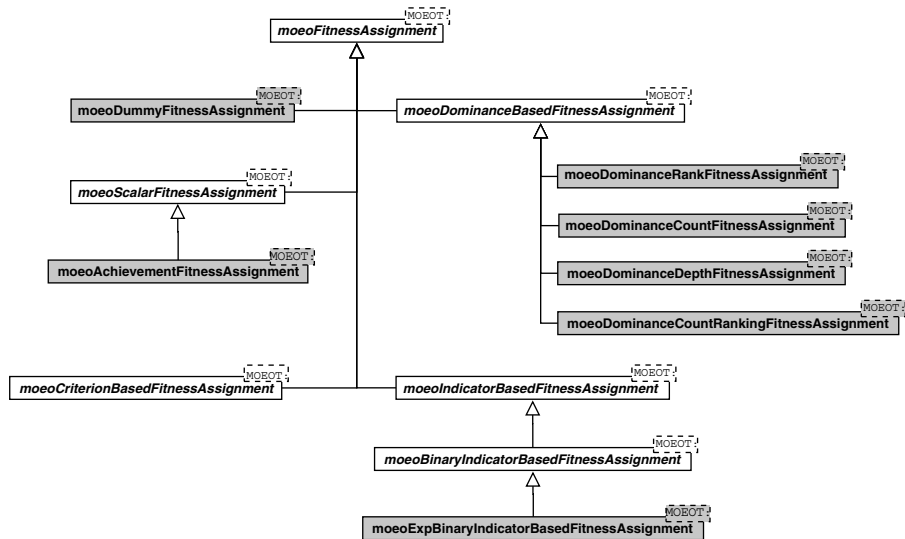 MOEOT:
moeoFitnessAssignment
MOEOT:
moeoDummyFitnessAssignment
MOEOT:
moeoDominanceBasedFitnessAssignment
MOEOT:
moeoDominanceRankFitnessAssignment
MOEOT:
moeoScalarFitnessAssignment
MOEOT:
moeoDominanceCountFitnessAssignment
MOEOT:
moeoAchievementFitnessAssignment
MOEOT:
moeoDominanceDepthFitnessAssignment
MOEOT:
moeoDominanceCountRankingFitnessAssignment
MOEOT:
moeoCriterionBasedFitnessAssignment
MOEOT:
moeoIndicatorBasedFitnessAssignment
MOEOT:
moeoBinaryIndicatorBasedFitnessAssignment
MOEOT:
moeoExpBinaryIndicatorBasedFitnessAssignment